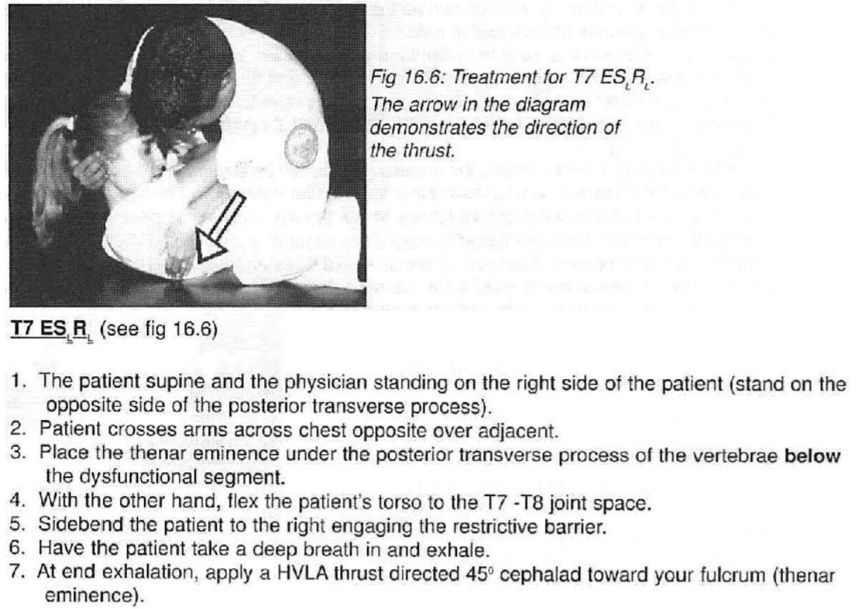 Fig 16.6: Treatment for T7 ES_L R_L.
The arrow in the diagram
demonstrates the direction of
the thrust.
T7 ES_L R_L (see fig 16.6)
1. The patient supine and the physician standing on the right side of the patient (stand on the
opposite side of the posterior transverse process).
2. Patient crosses arms across chest opposite over adjacent.
3. Place the thenar eminence under the posterior transverse process of the vertebrae below
the dysfunctional segment.
4. With the other hand, flex the patient's torso to the T7 -T8 joint space.
5. Sidebend the patient to the right engaging the restrictive barrier.
6. Have the patient take a deep breath in and exhale.
7. At end exhalation, apply a HVLA thrust directed 45º cephalad toward your fulcrum (thenar
eminence).